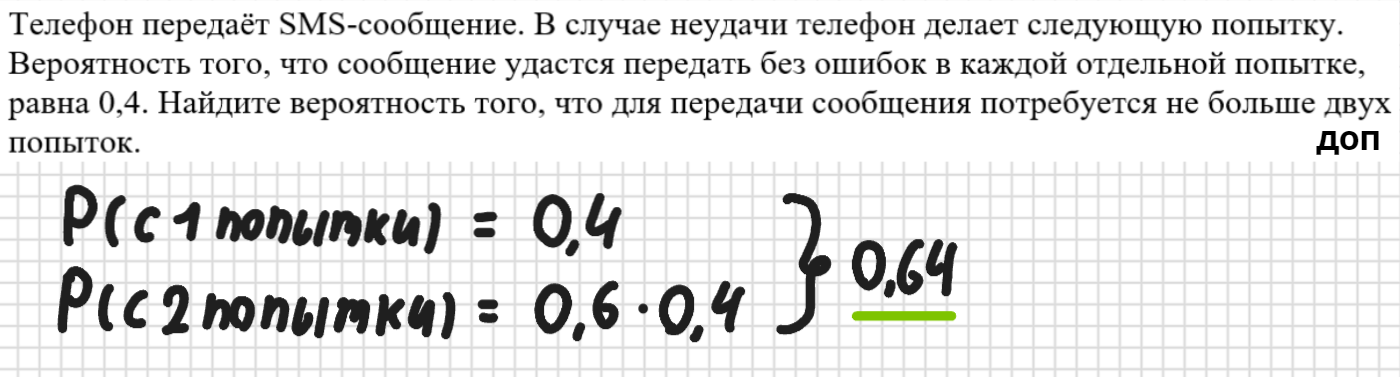 Телефон передаёт SMS-сообщение. В случае неудачи телефон делает следующую попытку.
Вероятность того, что сообщение удастся передать без ошибок в каждой отдельной попытке,
равна 0,4. Найдите вероятность того, что для передачи сообщения потребуется не больше двух
попыток.
доп
P(с 1 попытки) = 0,4
P(с 2 попытки) = 0,6 · 0,4
0,64